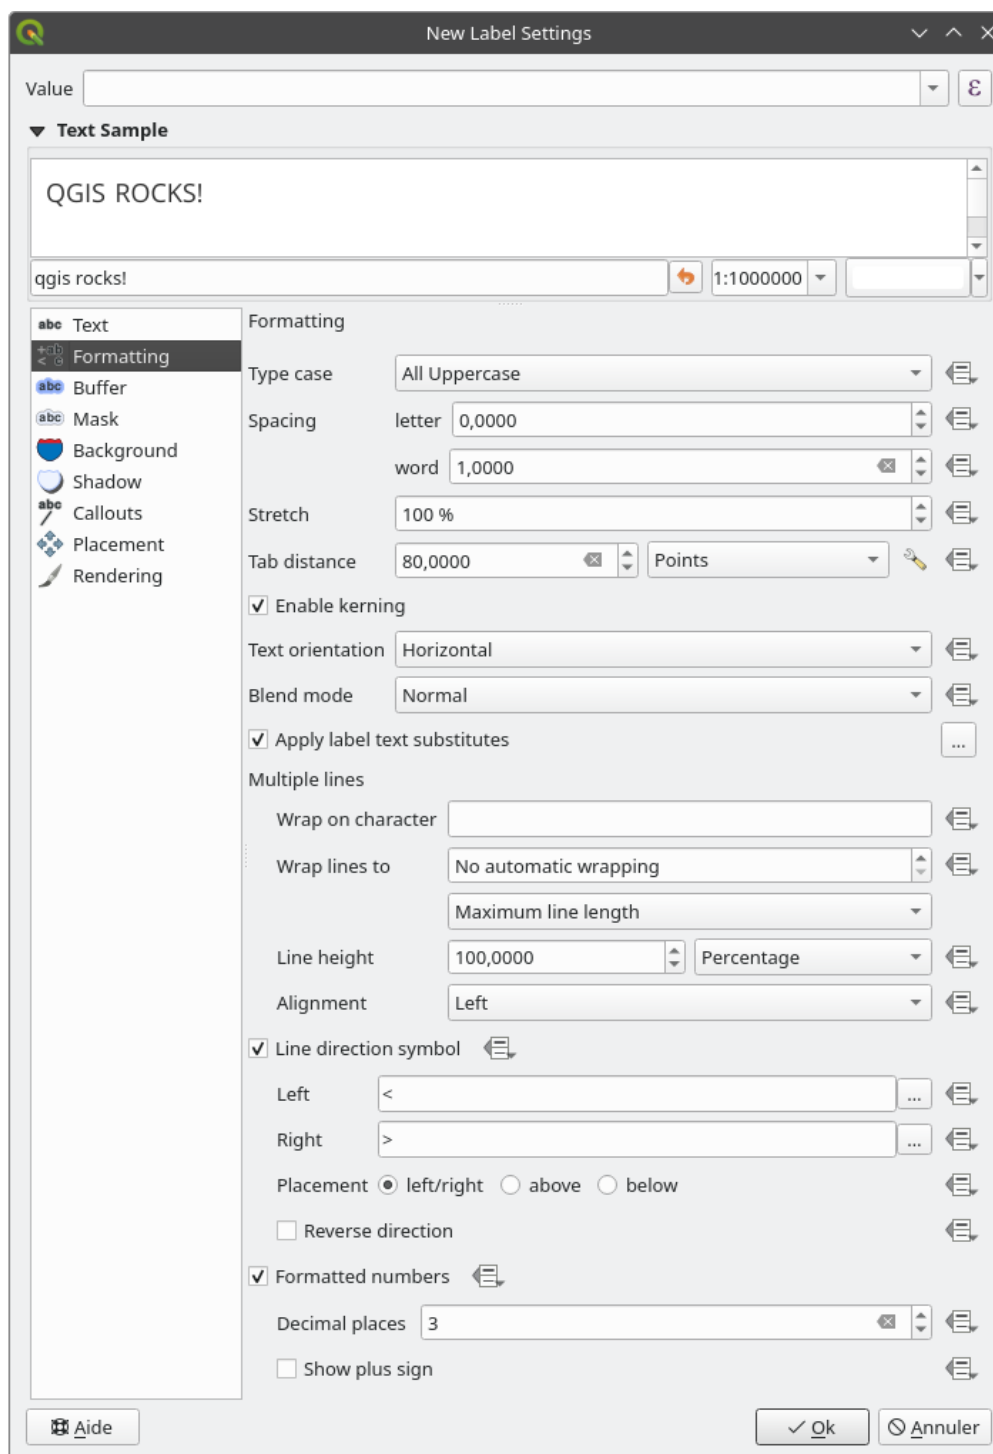 New Label Settings
Value
ε
Text Sample
QGIS ROCKS!
qgis rocks!
1:1000000
abc Text
+ab < c Formatting
abc Buffer
abc Mask
Background
Shadow
abc Callouts
Placement
Rendering
Formatting
Type case All Uppercase
Spacing letter 0,0000
word 1,0000
Stretch 100 %
Tab distance 80,0000 Points
Enable kerning
Text orientation Horizontal
Blend mode Normal
Apply label text substitutes ...
Multiple lines
Wrap on character
Wrap lines to No automatic wrapping
Maximum line length
Line height 100,0000 Percentage
Alignment Left
Line direction symbol
Left < ...
Right > ...
Placement left/right above below
Reverse direction
Formatted numbers
Decimal places 3
Show plus sign
Aide Ok Annuler